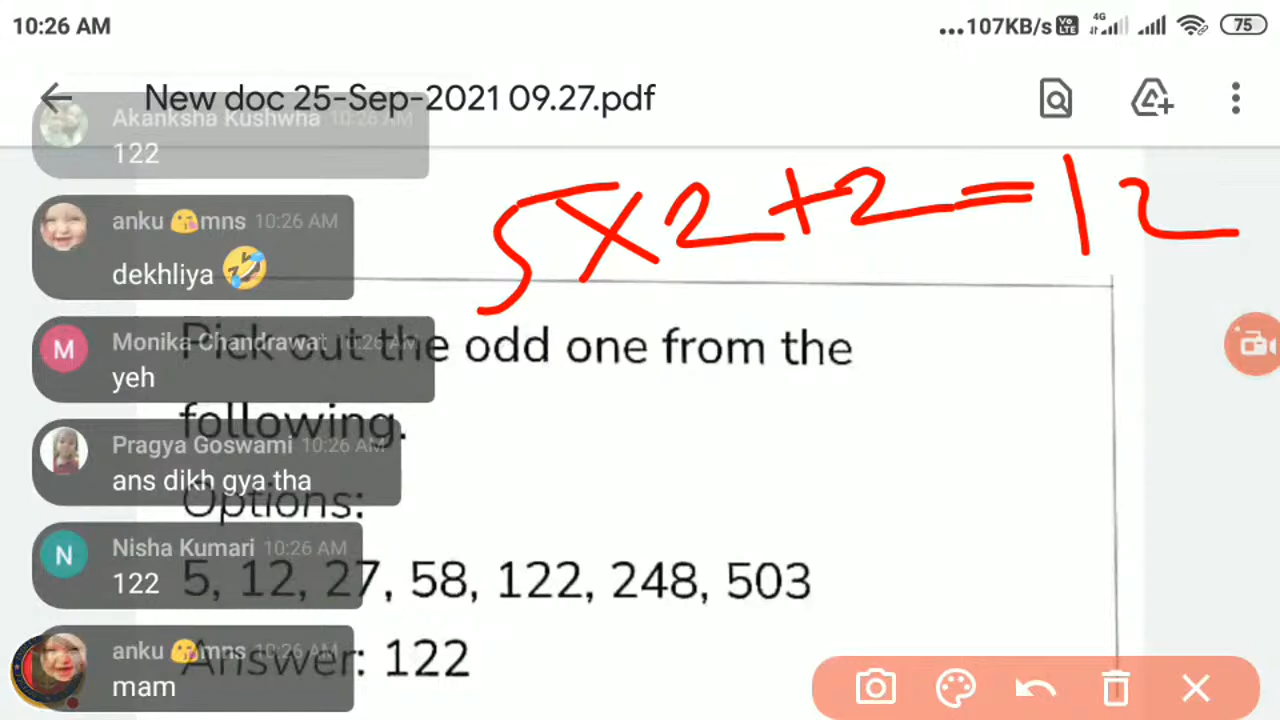 10:26 AM
...107KB/s Vo LTE 4G 75
New doc 25-Sep-2021 09.27.pdf
Akanksha Kushwha 10:26 AM
122
5×2+2=12
anku 😘mns 10:26 AM
dekhliya 🤣
Pick out the odd one from the
Monika Chandrawat 10:26 AM
M
yeh
following.
Pragya Goswami 10:26 AM
ans dikh gya tha
Options:
Nisha Kumari 10:26 AM
N
122
5, 12, 27, 58, 122, 248, 503
anku 😘mns 10:26 AM
Answer: 122
mam